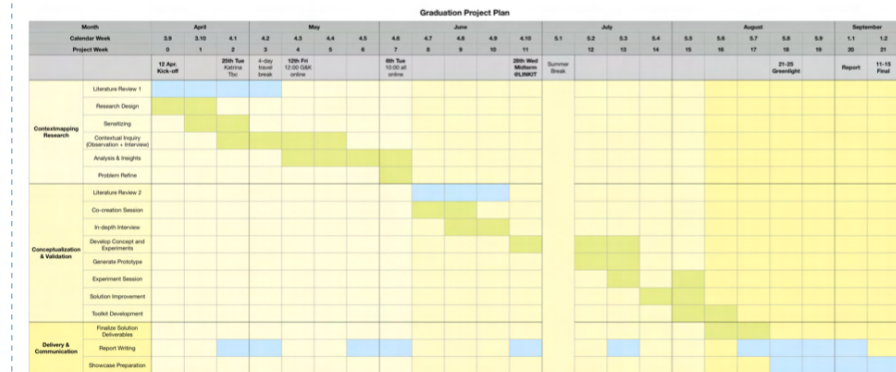 Graduation Project Plan
Month April May June July August September
Calendar Week 3.9 3.10 4.1 4.2 4.3 4.4 4.5 4.6 4.7 4.8 4.9 4.10 5.1 5.2 5.3 5.4 5.5 5.6 5.7 5.8 5.9 1.1 1.2
Project Week 0 1 2 3 4 5 6 7 8 9 10 11 12 13 14 15 16 17 18 19 20 21
12 Apr.
Kick-off
25th Tue
Katrina
Tbc
4-day
travel
break
12th Fri
12:00 G&K
online
6th Tue
10:00 all
online
28th Wed
Midterm
@LINKIT
Summer
Break
21-25
Greenlight
Report
11-15
Final
Contextmapping
Research
Literature Review 1
Research Design
Sensitizing
Contextual Inquiry
(Observation + Interview)
Analysis & Insights
Problem Refine
Conceptualization
& Validation
Literature Review 2
Co-creation Session
In-depth Interview
Develop Concept and
Experiments
Generate Prototype
Experiment Session
Solution Improvement
Toolkit Development
Delivery &
Communication
Finalize Solution
Deliverables
Report Writing
Showcase Preparation